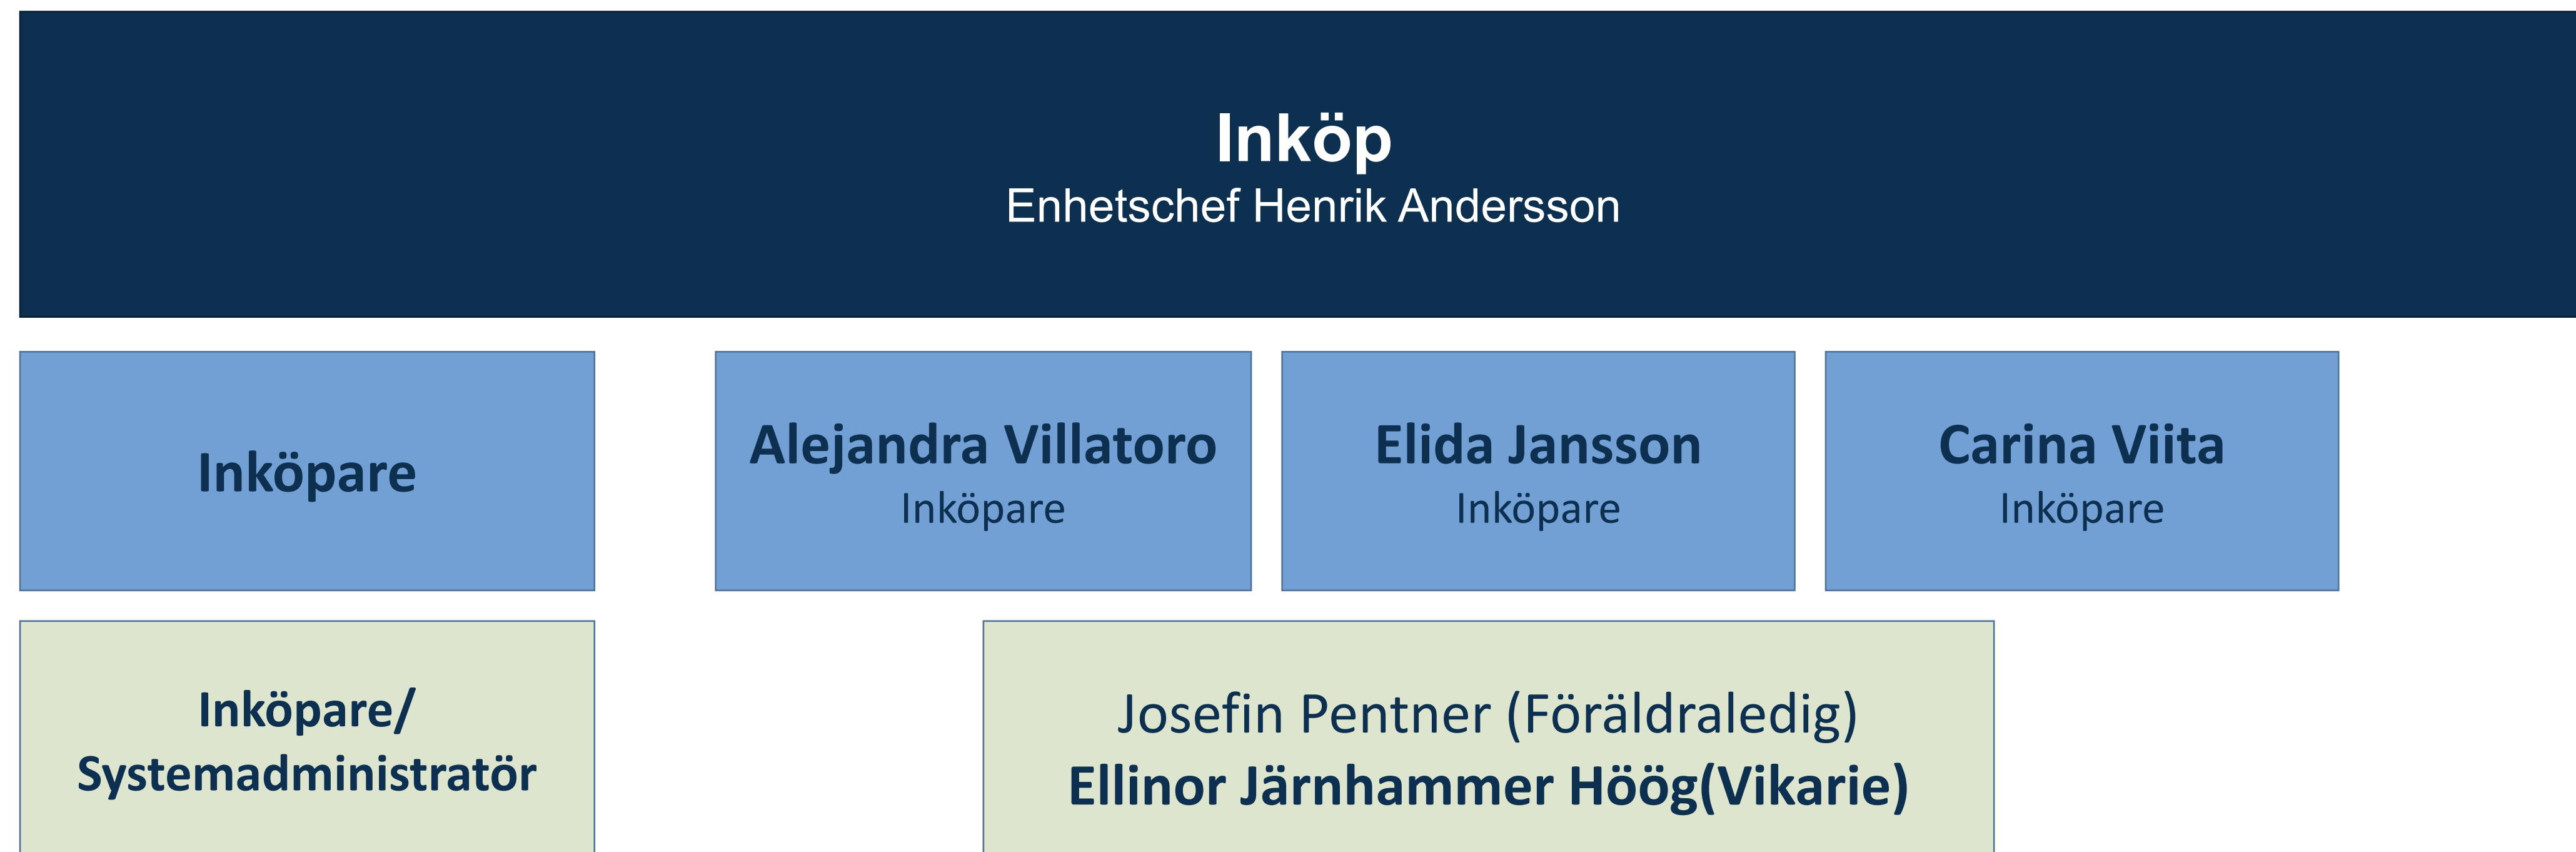 Inköp
Enhetschef Henrik Andersson
Inköpare
Alejandra Villatoro
Inköpare
Elida Jansson
Inköpare
Carina Viita
Inköpare
Inköpare/
Systemadministratör
Josefin Pentner (Föräldraledig)
Ellinor Järnhammer Höög(Vikarie)